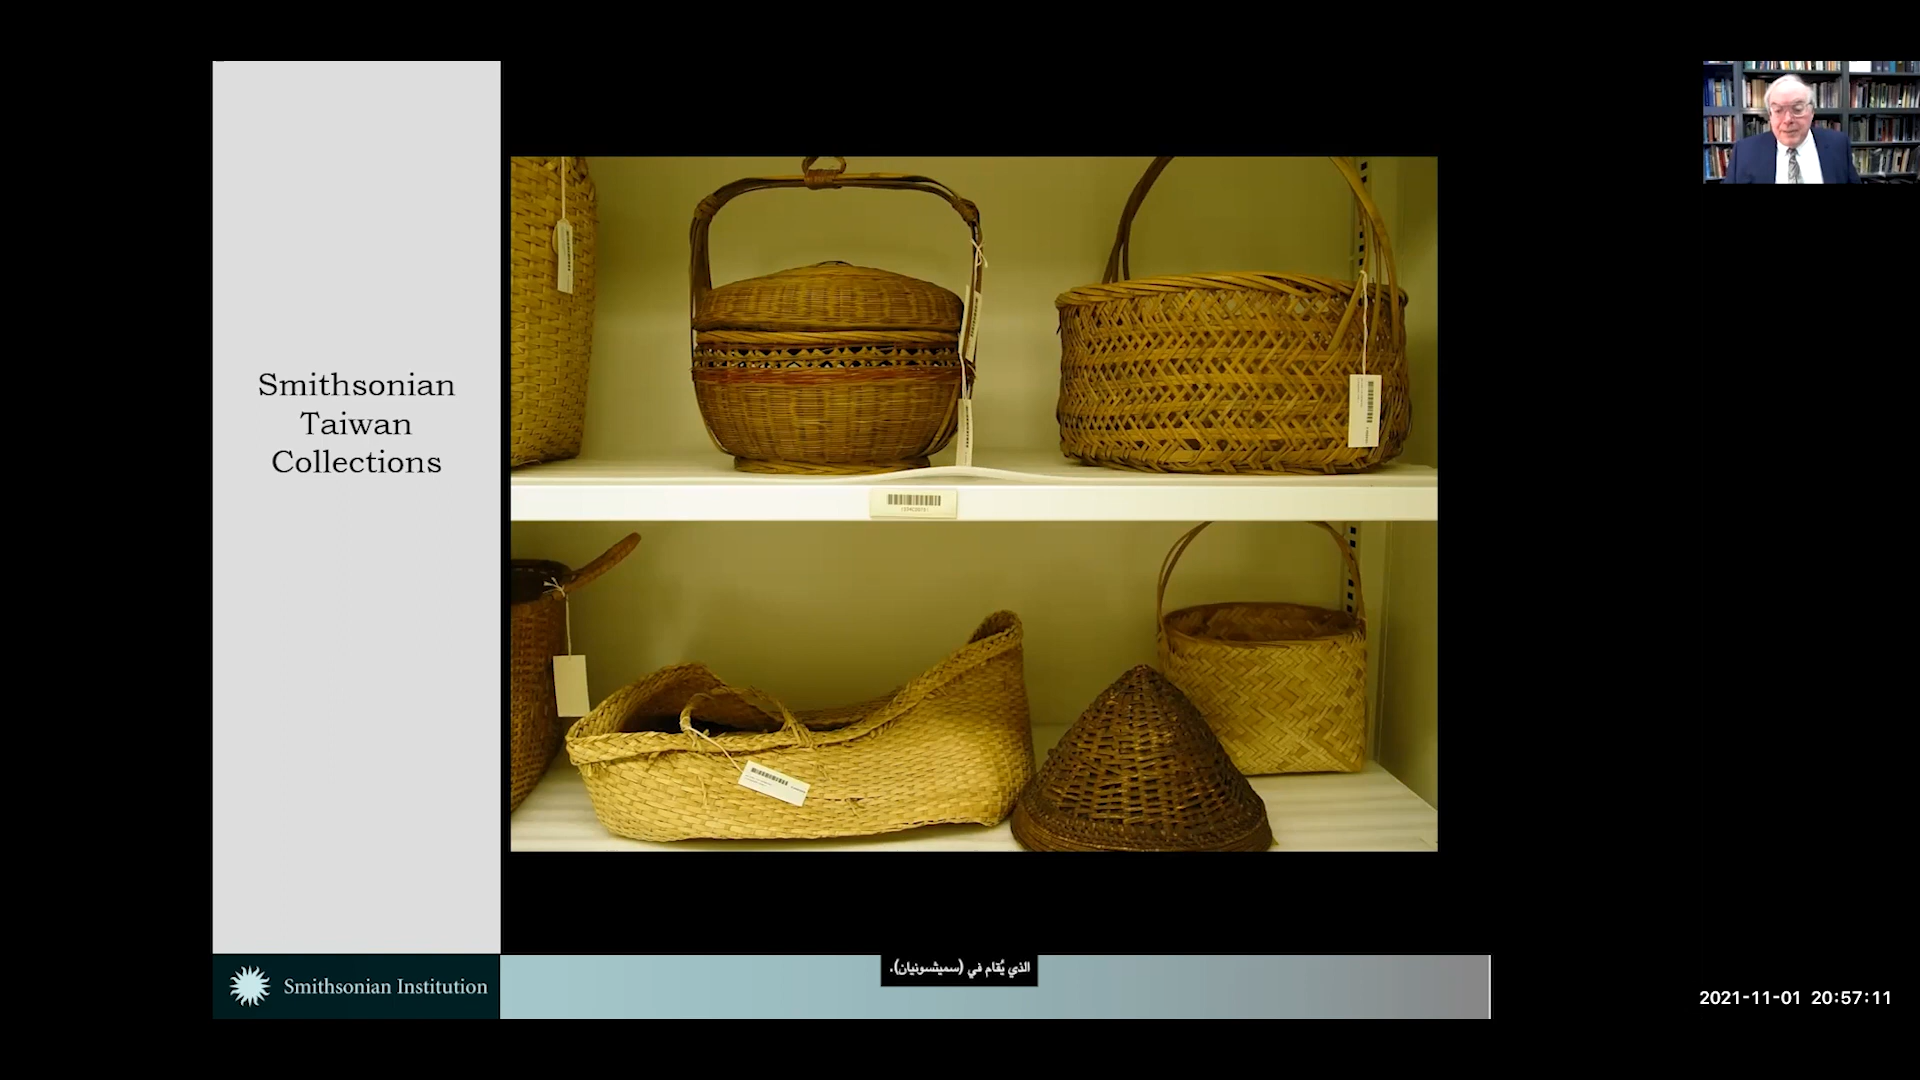 Smithsonian
Taiwan
Collections
Smithsonian Institution
الذي يُقام في (سميثسونيان).
2021-11-01 20:57:11